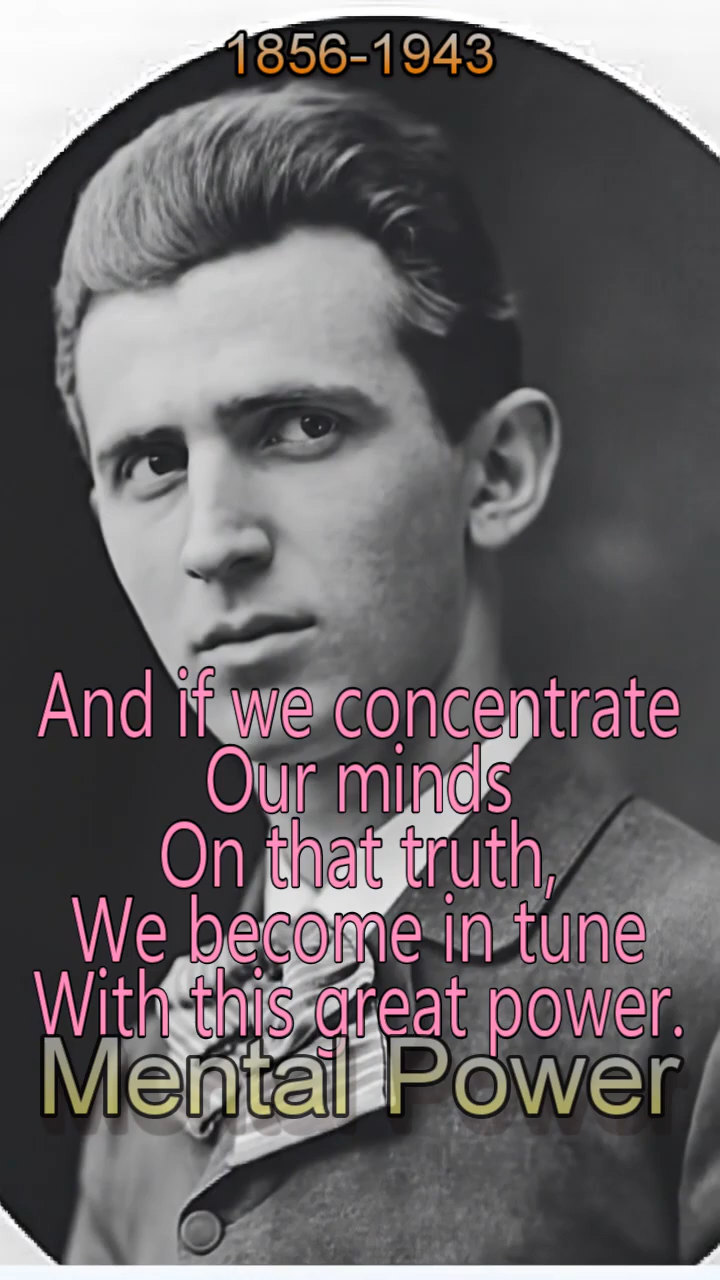 1856-1943
And if we concentrate
Our minds
On that truth,
We become in tune
With this great power.
Mental Power